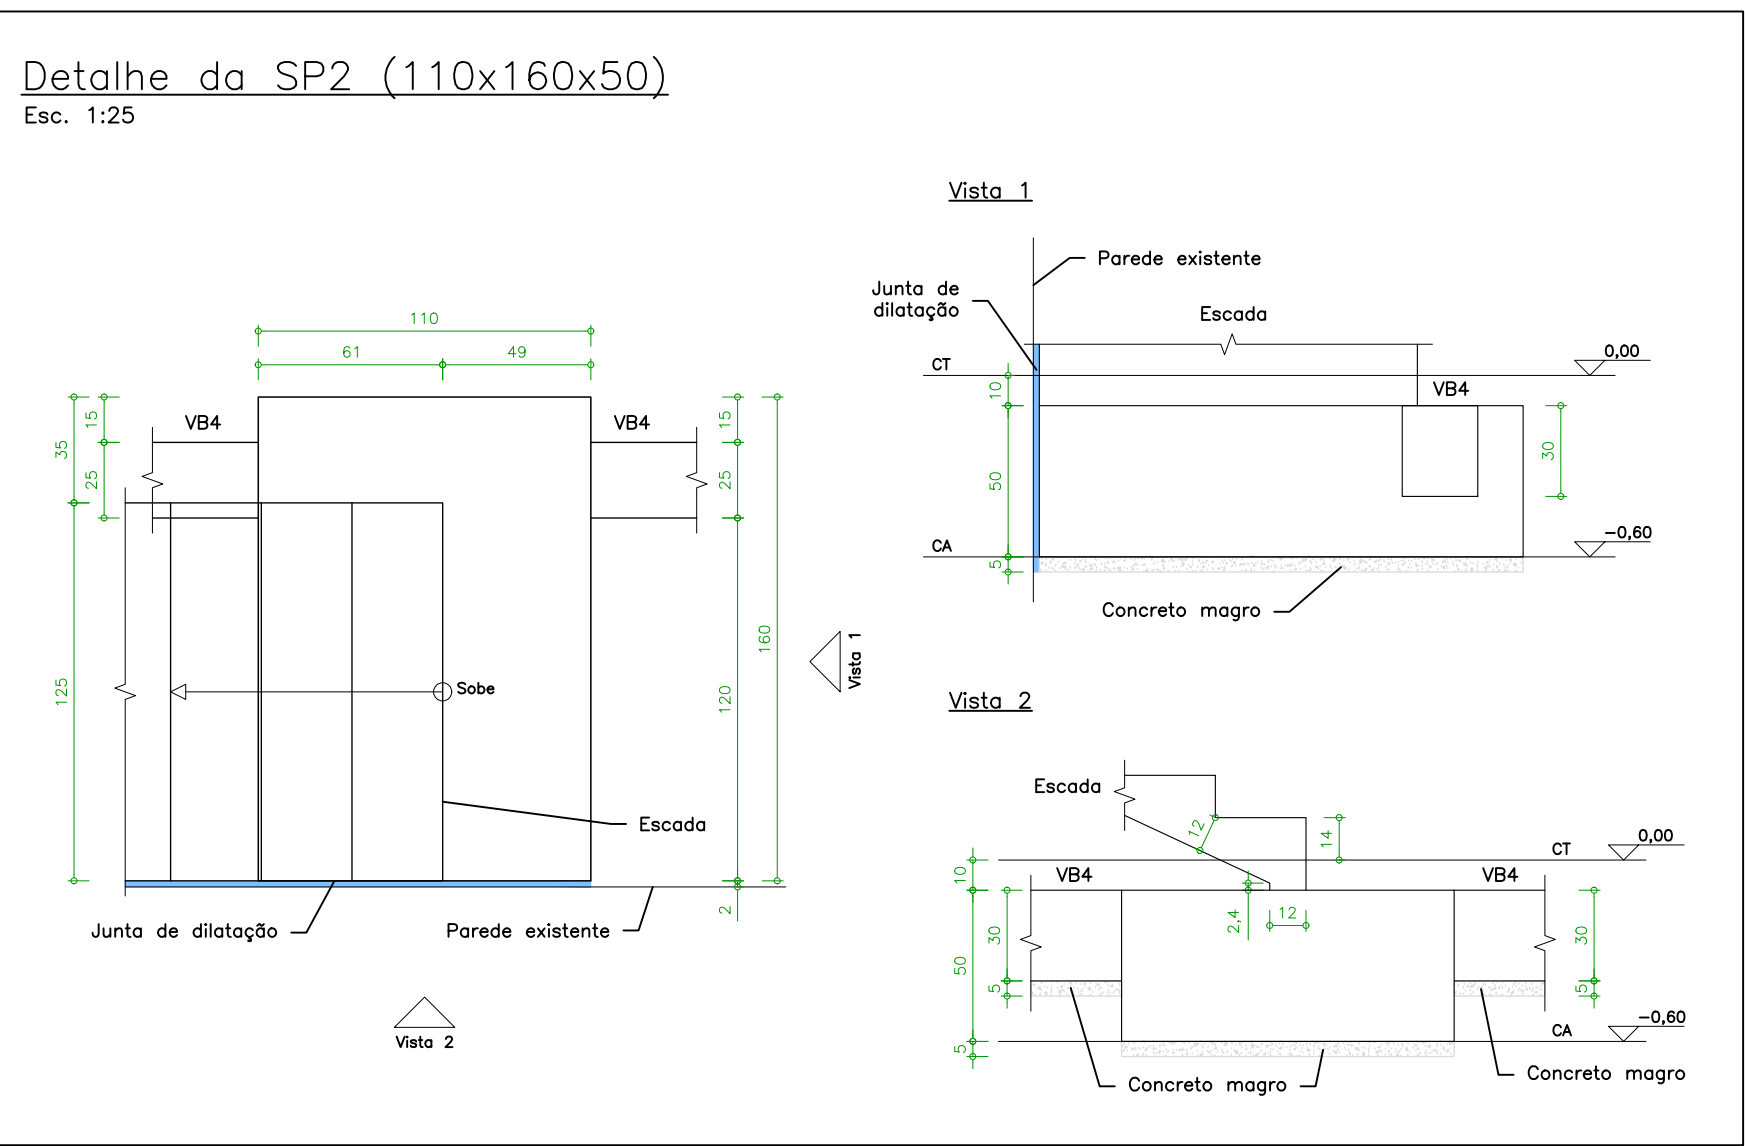 Detalhe da SP2 (110x160x50)
Esc. 1:25
110
61
49
15
35
25
VB4
VB4
15
25
125
Sobe
160
120
2
Escada
Junta de dilatação
Parede existente
Vista 1
Vista 2
Vista 1
Parede existente
Junta de
dilatação
Escada
CT
0,00
10
VB4
50
30
CA
-0,60
5
Concreto magro
Vista 2
Escada
12
14
CT
0,00
10
VB4
VB4
2,4
12
30
50
30
5
5
CA
-0,60
5
Concreto magro
Concreto magro